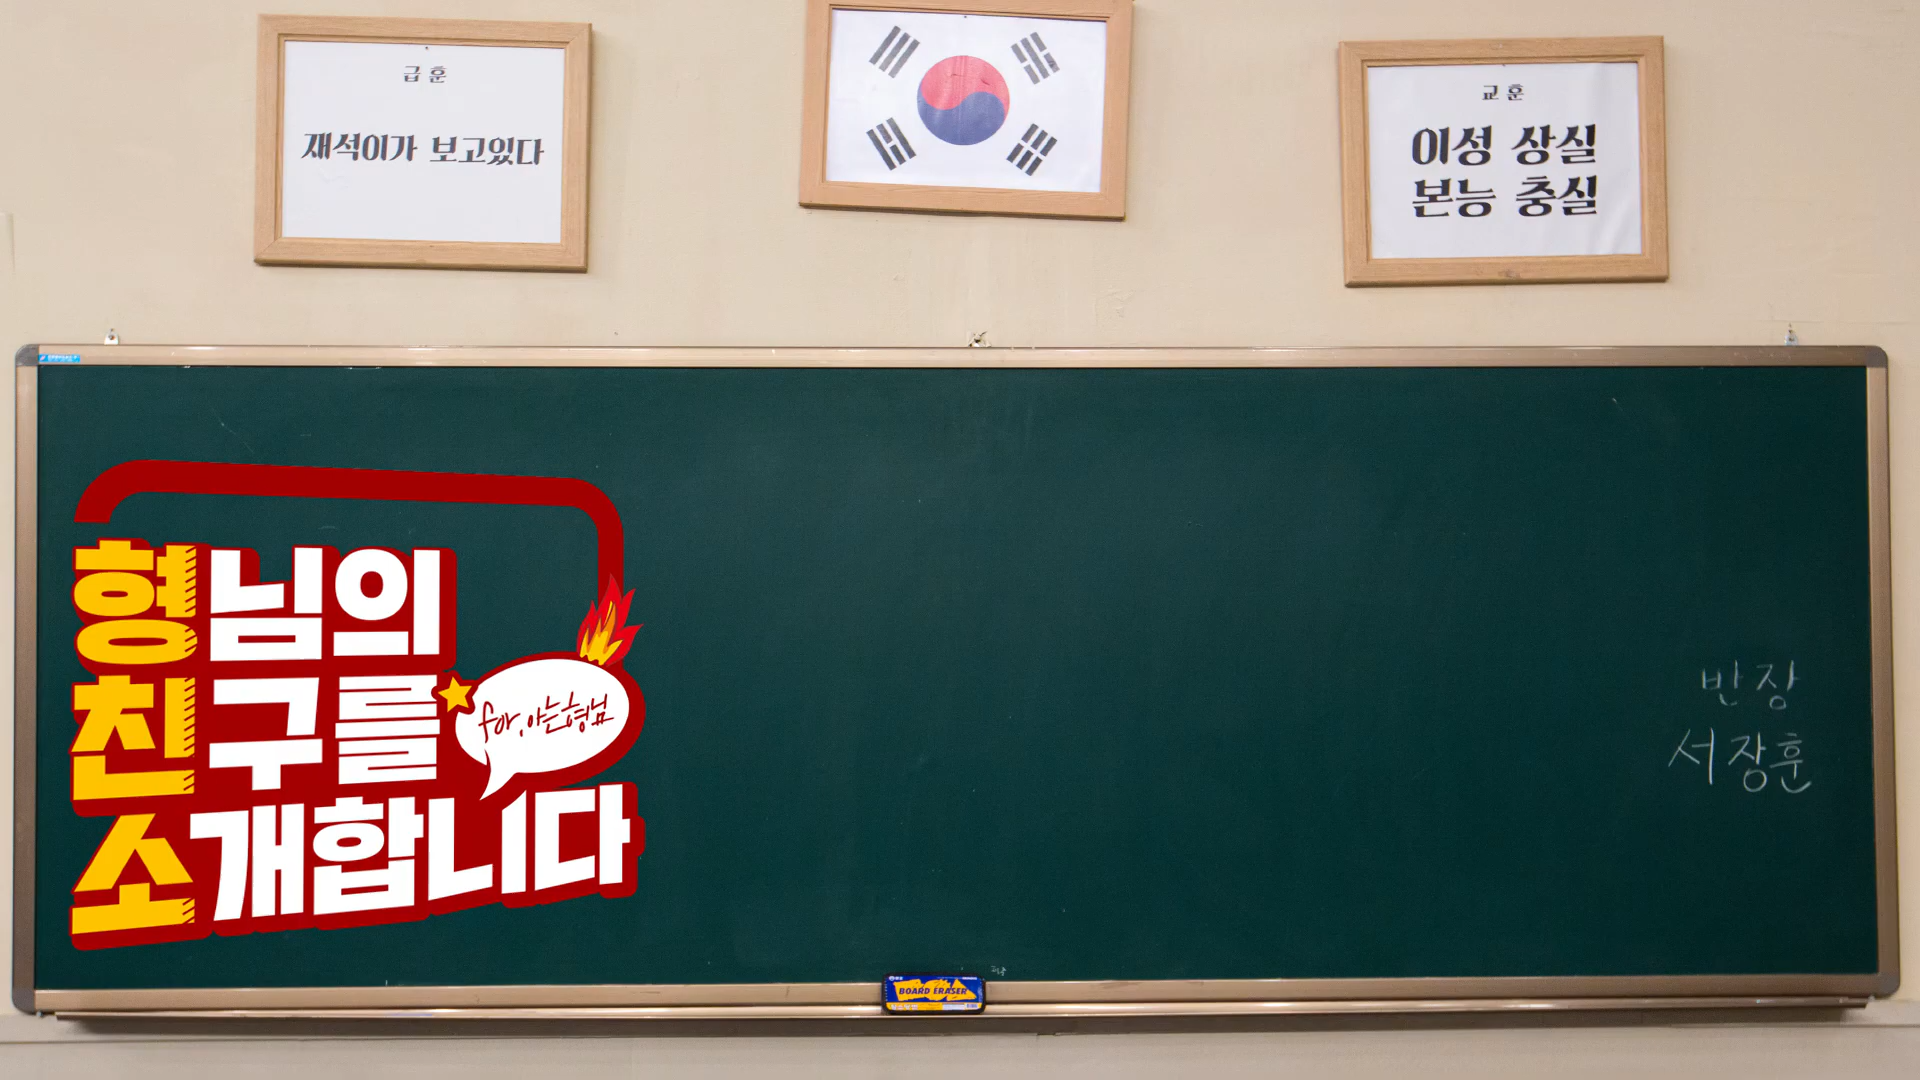 급훈
재석이가 보고있다
교훈
이성 상실
본능 충실
형님의
친구를
for.아는형님
소개합니다
반장
서장훈
BOARD ERASER